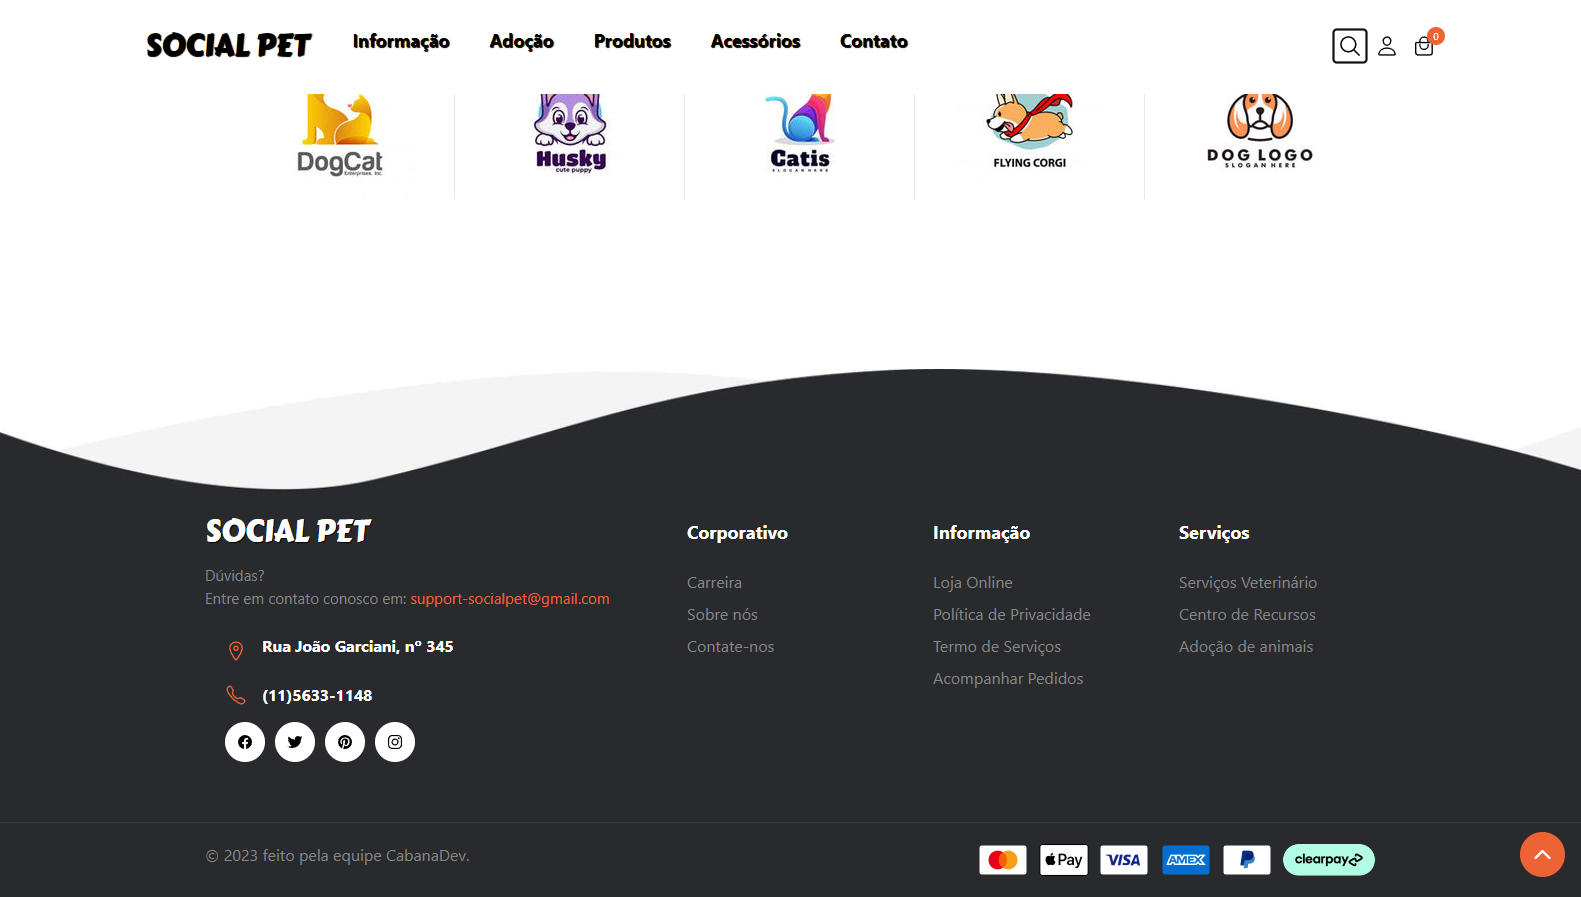 SOCIAL PET
Informação
Adoção
Produtos
Acessórios
Contato
0
DogCat
Enterprises, Inc.
Husky
cute puppy
Catis
SLOGAN HERE
FLYING CORGI
DOG LOGO
SLOGAN HERE
SOCIAL PET
Dúvidas?
Entre em contato conosco em: support-socialpet@gmail.com
Rua João Garciani, nº 345
(11)5633-1148
Corporativo
Carreira
Sobre nós
Contate-nos
Informação
Loja Online
Política de Privacidade
Termo de Serviços
Acompanhar Pedidos
Serviços
Serviços Veterinário
Centro de Recursos
Adoção de animais
© 2023 feito pela equipe CabanaDev.
Pay
VISA
AMEX
clearpay